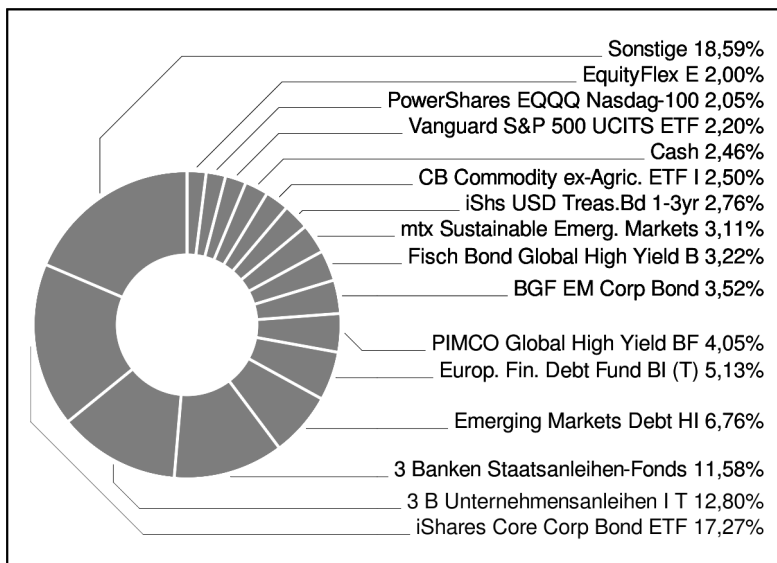 Sonstige 18,59%
EquityFlex E 2,00%
PowerShares EQQQ Nasdag-100 2,05%
Vanguard S&P 500 UCITS ETF 2,20%
Cash 2,46%
CB Commodity ex-Agric. ETF I 2,50%
iShs USD Treas.Bd 1-3yr 2,76%
mtx Sustainable Emerg. Markets 3,11%
Fisch Bond Global High Yield B 3,22%
BGF EM Corp Bond 3,52%
PIMCO Global High Yield BF 4,05%
Europ. Fin. Debt Fund BI (T) 5,13%
Emerging Markets Debt HI 6,76%
3 Banken Staatsanleihen-Fonds 11,58%
3 B Unternehmensanleihen I T 12,80%
iShares Core Corp Bond ETF 17,27%